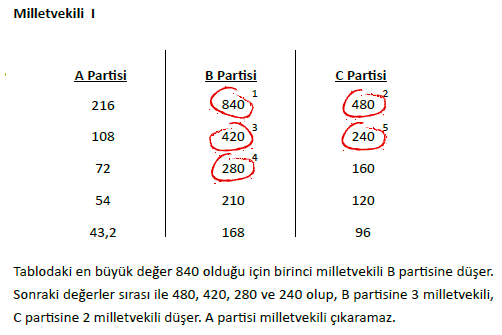 Milletvekili I
A Partisi B Partisi C Partisi
216 840 1 480 2
108 420 3 240 5
72 280 4 160
54 210 120
43,2 168 96
Tablodaki en büyük değer 840 olduğu için birinci milletvekili B partisine düşer.
Sonraki değerler sırası ile 480, 420, 280 ve 240 olup, B partisine 3 milletvekili,
C partisine 2 milletvekili düşer. A partisi milletvekili çıkaramaz.